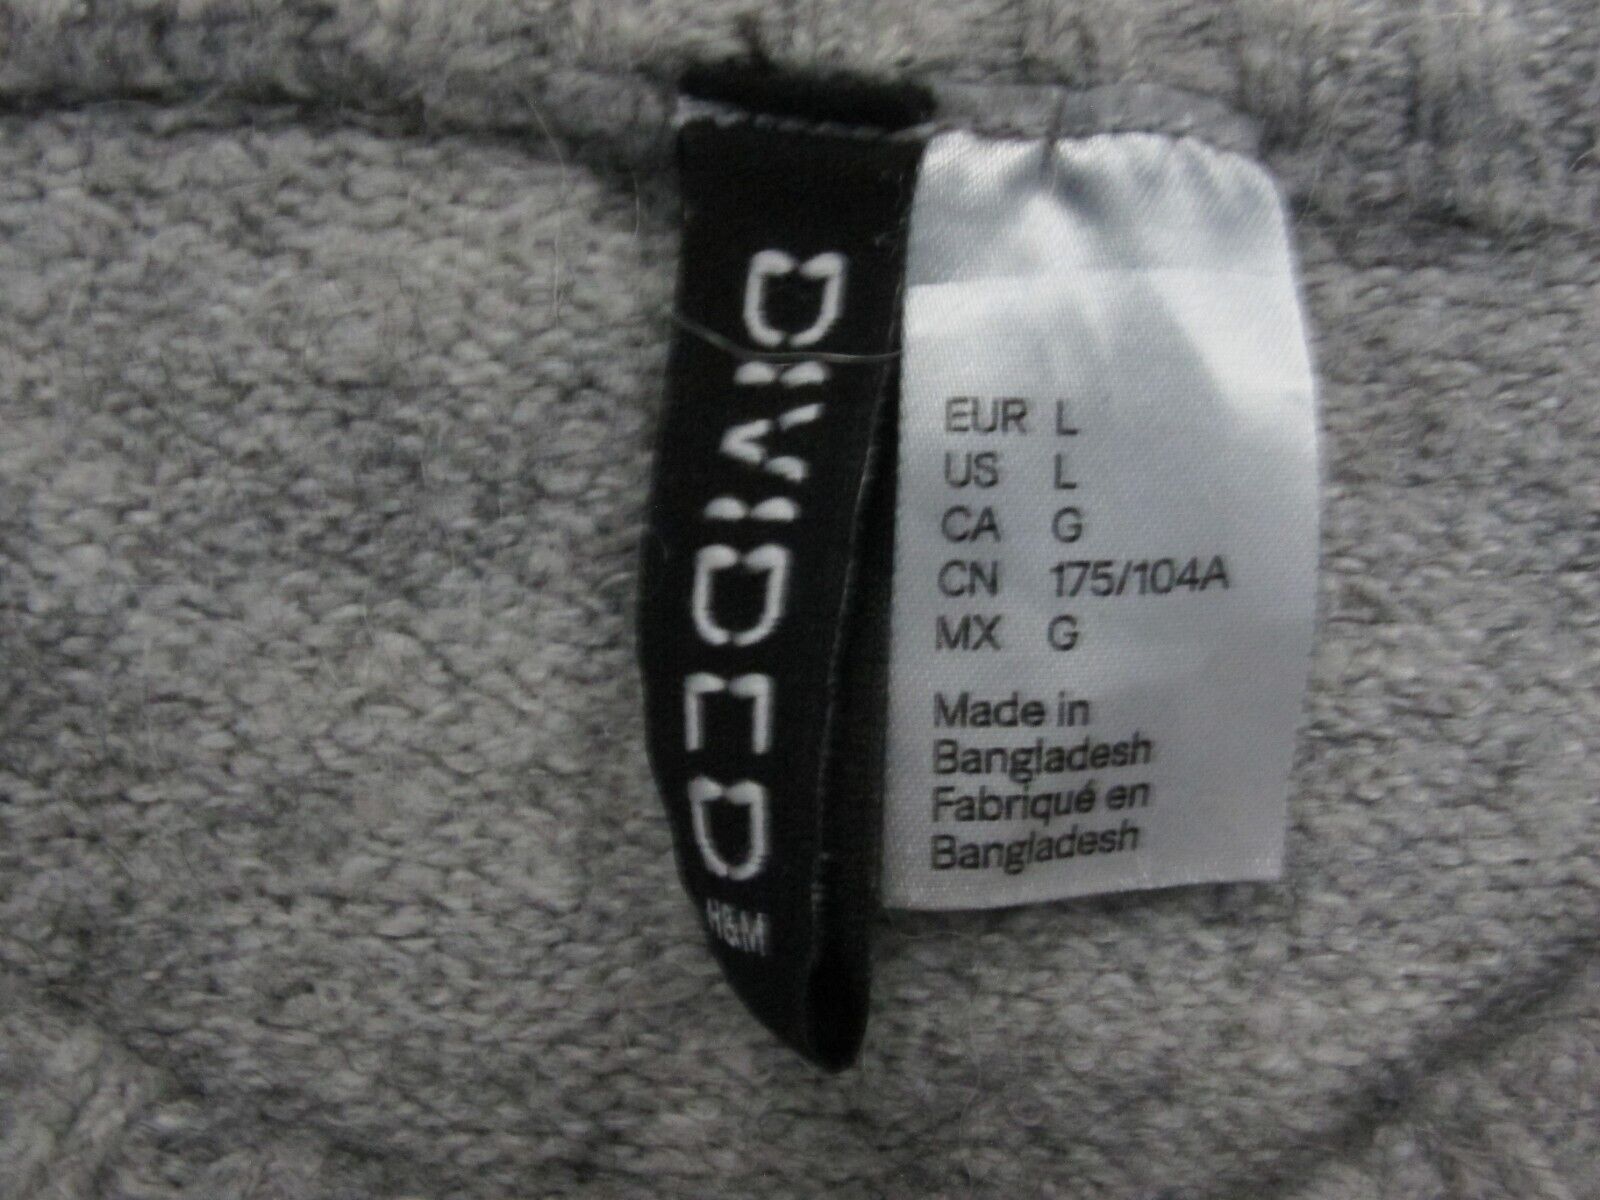 DIVIDED
H&M
EUR L
US L
CA G
CN 175/104A
MX G
Made in
Bangladesh
Fabriqué en
Bangladesh